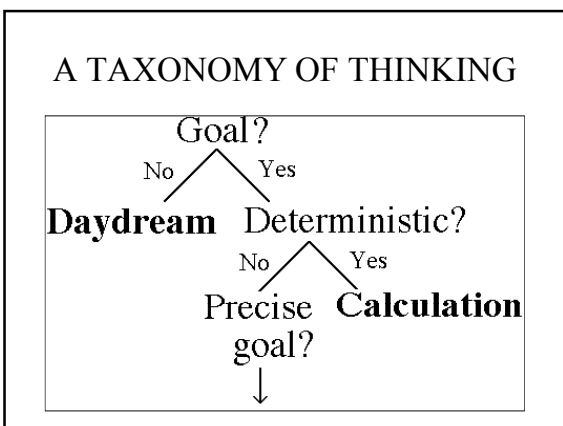 A TAXONOMY OF THINKING
Goal?
No Yes
Daydream Deterministic?
No Yes
Precise Calculation
goal?